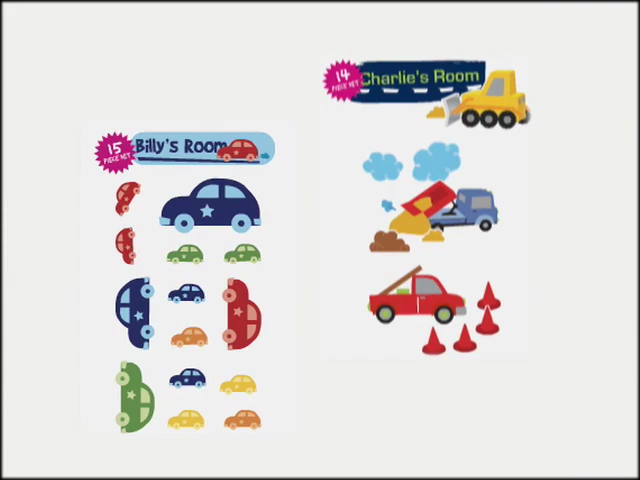 15
PIECE SET
Billy's Room
14
PIECE SET
Charlie's Room